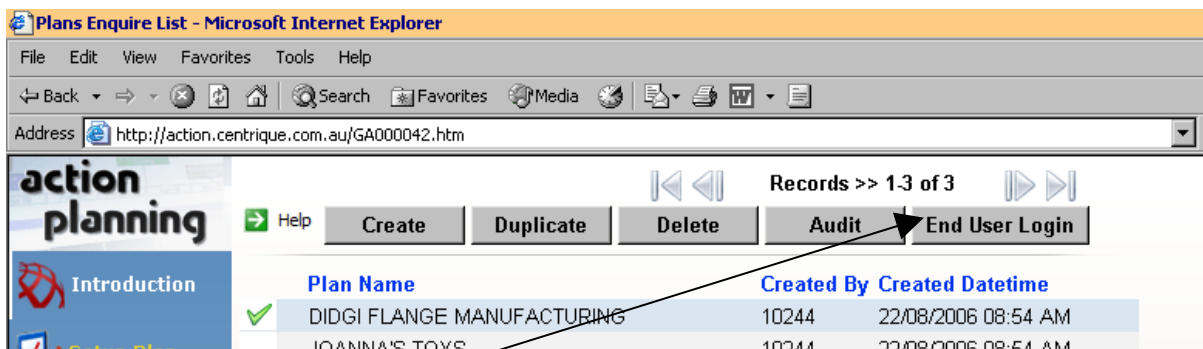 Plans Enquire List - Microsoft Internet Explorer
File Edit View Favorites Tools Help
Back Search Favorites Media
Address http://action.centrique.com.au/GA000042.htm
action
planning
Records >> 1-3 of 3
Help Create Duplicate Delete Audit End User Login
Introduction
Plan Name Created By Created Datetime
DIDGI FLANGE MANUFACTURING 10244 22/08/2006 08:54 AM
JOANNA'S TOYS 10244 22/08/2006 08:54 AM
Setup Plan